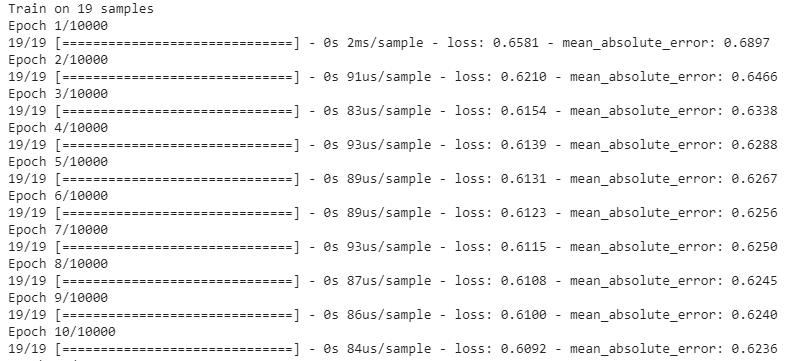 Train on 19 samples
Epoch 1/10000
19/19 [==============================] - 0s 2ms/sample - loss: 0.6581 - mean_absolute_error: 0.6897
Epoch 2/10000
19/19 [==============================] - 0s 91us/sample - loss: 0.6210 - mean_absolute_error: 0.6466
Epoch 3/10000
19/19 [==============================] - 0s 83us/sample - loss: 0.6154 - mean_absolute_error: 0.6338
Epoch 4/10000
19/19 [==============================] - 0s 93us/sample - loss: 0.6139 - mean_absolute_error: 0.6288
Epoch 5/10000
19/19 [==============================] - 0s 89us/sample - loss: 0.6131 - mean_absolute_error: 0.6267
Epoch 6/10000
19/19 [==============================] - 0s 89us/sample - loss: 0.6123 - mean_absolute_error: 0.6256
Epoch 7/10000
19/19 [==============================] - 0s 93us/sample - loss: 0.6115 - mean_absolute_error: 0.6250
Epoch 8/10000
19/19 [==============================] - 0s 87us/sample - loss: 0.6108 - mean_absolute_error: 0.6245
Epoch 9/10000
19/19 [==============================] - 0s 86us/sample - loss: 0.6100 - mean_absolute_error: 0.6240
Epoch 10/10000
19/19 [==============================] - 0s 84us/sample - loss: 0.6092 - mean_absolute_error: 0.6236